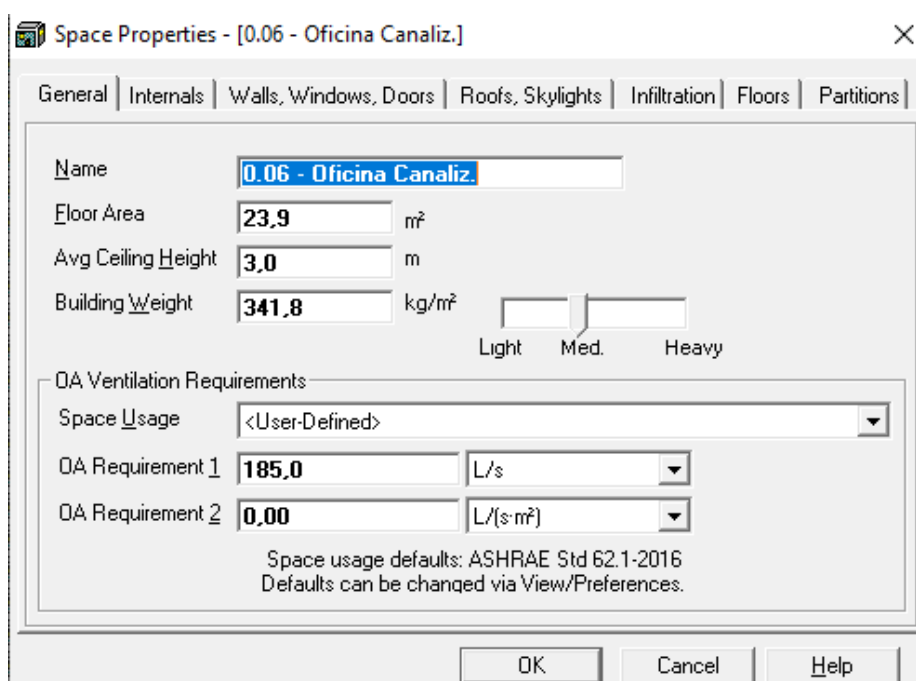 Space Properties - [0.06 - Oficina Canaliz.]
General Internals Walls, Windows, Doors Roofs, Skylights Infiltration Floors Partitions
Name 0.06 - Oficina Canaliz.
Floor Area 23,9 m²
Avg Ceiling Height 3,0 m
Building Weight 341,8 kg/m²
Light Med. Heavy
OA Ventilation Requirements
Space Usage <User-Defined>
OA Requirement 1 185,0 L/s
OA Requirement 2 0,00 L/(s·m²)
Space usage defaults: ASHRAE Std 62.1-2016
Defaults can be changed via View/Preferences.
OK Cancel Help